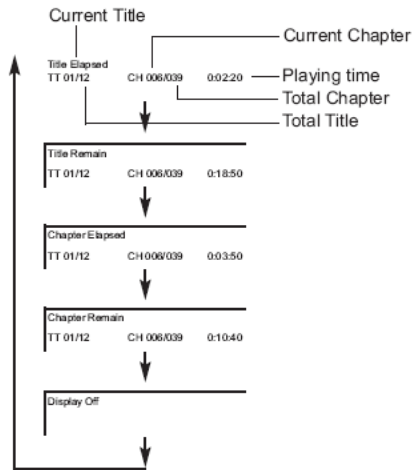 Current Title
Current Chapter
Title Elapsed
TT 01/12 CH 006/039 0:02:20
Playing time
Total Chapter
Total Title
Title Remain
TT 01/12 CH 006/039 0:18:50
Chapter Elapsed
TT 01/12 CH 006/039 0:03:50
Chapter Remain
TT 01/12 CH 006/039 0:10:40
Display Off